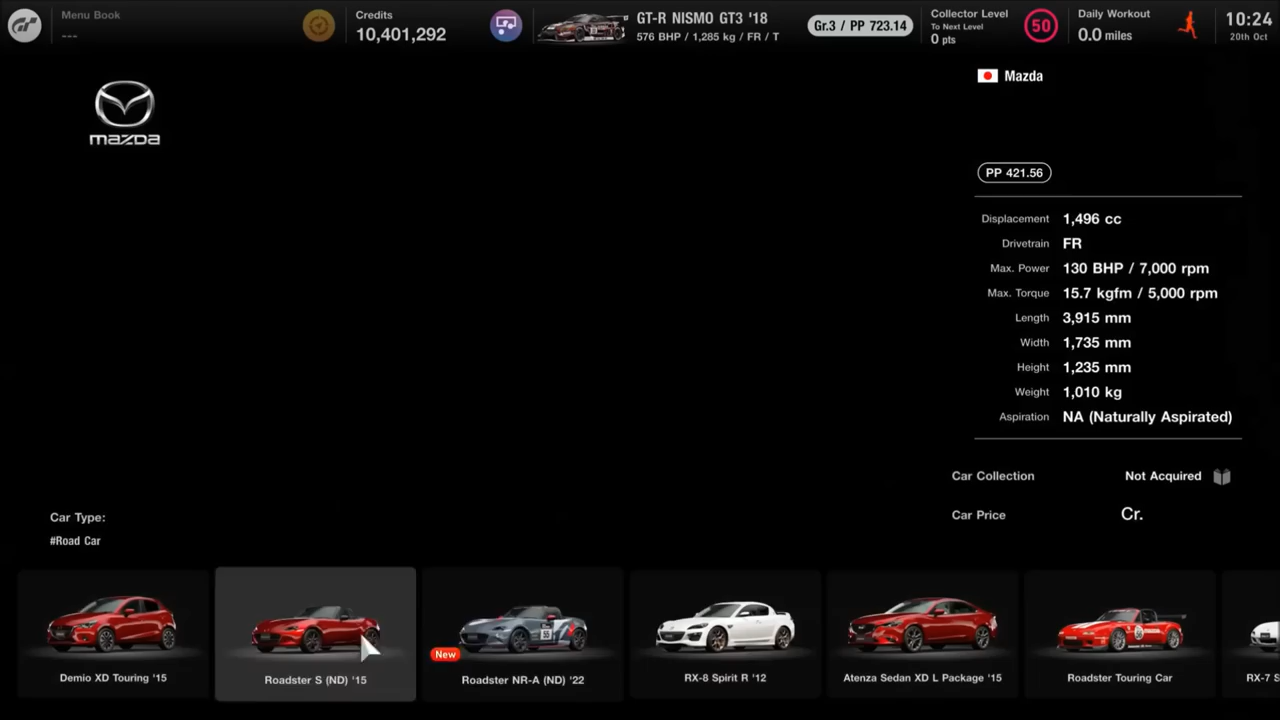 Menu Book
---
Credits
10,401,292
GT-R NISMO GT3 '18
576 BHP / 1,285 kg / FR / T
Gr.3 / PP 723.14
Collector Level
To Next Level
0 pts
50
Daily Workout
0.0 miles
10:24
20th Oct
mazda
Mazda
PP 421.56
Displacement 1,496 cc
Drivetrain FR
Max. Power 130 BHP / 7,000 rpm
Max. Torque 15.7 kgfm / 5,000 rpm
Length 3,915 mm
Width 1,735 mm
Height 1,235 mm
Weight 1,010 kg
Aspiration NA (Naturally Aspirated)
Car Collection Not Acquired
Car Price Cr.
Car Type:
#Road Car
Demio XD Touring '15
Roadster S (ND) '15
New
Roadster NR-A (ND) '22
RX-8 Spirit R '12
Atenza Sedan XD L Package '15
Roadster Touring Car
RX-7 S